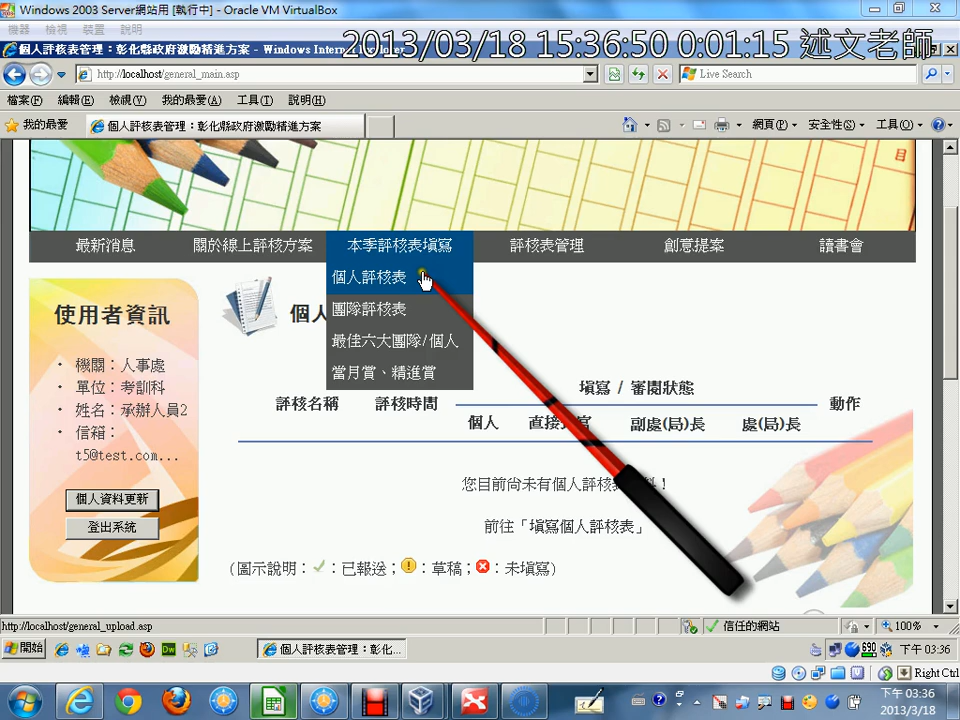 Windows 2003 Server網站用 [執行中] - Oracle VM VirtualBox
機器 檢視 裝置 說明
個人評核表管理：彰化縣政府激勵精進方案 - Windows Internet Explorer
2013/03/18 15:36:50 0:01:15 述文老師
http://localhost/general_main.asp
Live Search
檔案(F) 編輯(E) 檢視(V) 我的最愛(A) 工具(T) 說明(H)
我的最愛 個人評核表管理：彰化縣政府激勵精進方案 網頁(P) 安全性(S) 工具(O)
最新消息 關於線上評核方案 本季評核表填寫 評核表管理 創意提案 讀書會
個人評核表
團隊評核表
最佳六大團隊/個人
當月賞、精進賞
使用者資訊
• 機關：人事處
• 單位：考訓科
• 姓名：承辦人員2
• 信箱：
t5@test.com...
個人資料更新
登出系統
個人
填寫 / 審閱狀態
評核名稱 評核時間 動作
個人 直接 官 副處(局)長 處(局)長
您目前尚未有個人評核 料！
前往「填寫個人評核表」
(圖示說明：：已報送；：草稿；：未填寫)
http://localhost/general_upload.asp 信任的網站 100%
開始 個人評核表管理：彰化... 下午 03:36
Right Ctrl
下午 03:36
2013/3/18